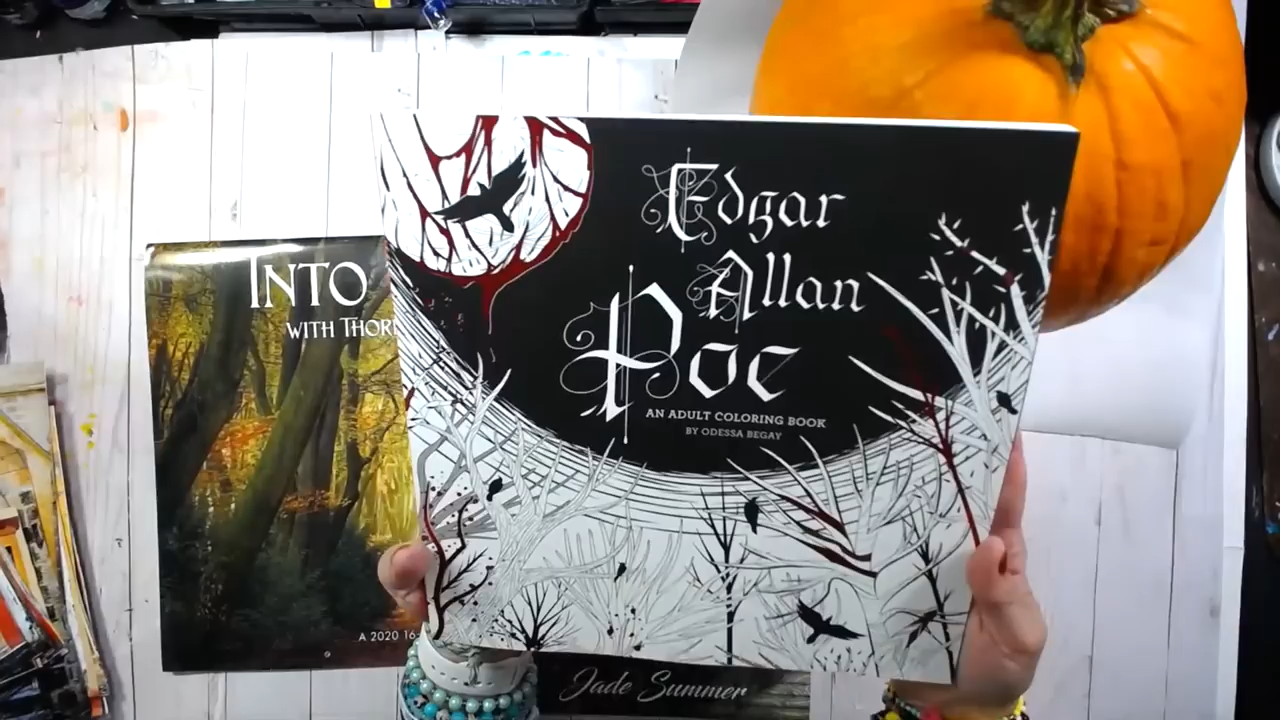 INTO
WITH THOR
A 2020 16-
Edgar
Allan
Poe
AN ADULT COLORING BOOK
BY ODESSA BEGAY
Jade Summer